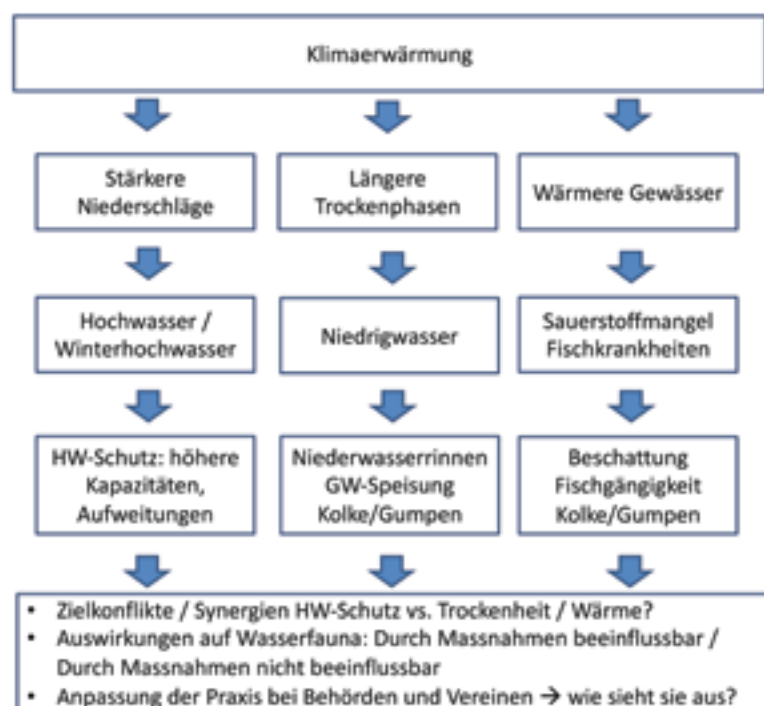 Klimaerwärmung
Stärkere
Niederschläge
Längere
Trockenphasen
Wärmere Gewässer
Hochwasser /
Winterhochwasser
Niedrigwasser
Sauerstoffmangel
Fischkrankheiten
HW-Schutz: höhere
Kapazitäten,
Aufweitungen
Niederwasserrinnen
GW-Speisung
Kolke/Gumpen
Beschattung
Fischgängigkeit
Kolke/Gumpen
• Zielkonflikte / Synergien HW-Schutz vs. Trockenheit / Wärme?
• Auswirkungen auf Wasserfauna: Durch Massnahmen beeinflussbar /
Durch Massnahmen nicht beeinflussbar
• Anpassung der Praxis bei Behörden und Vereinen → wie sieht sie aus?